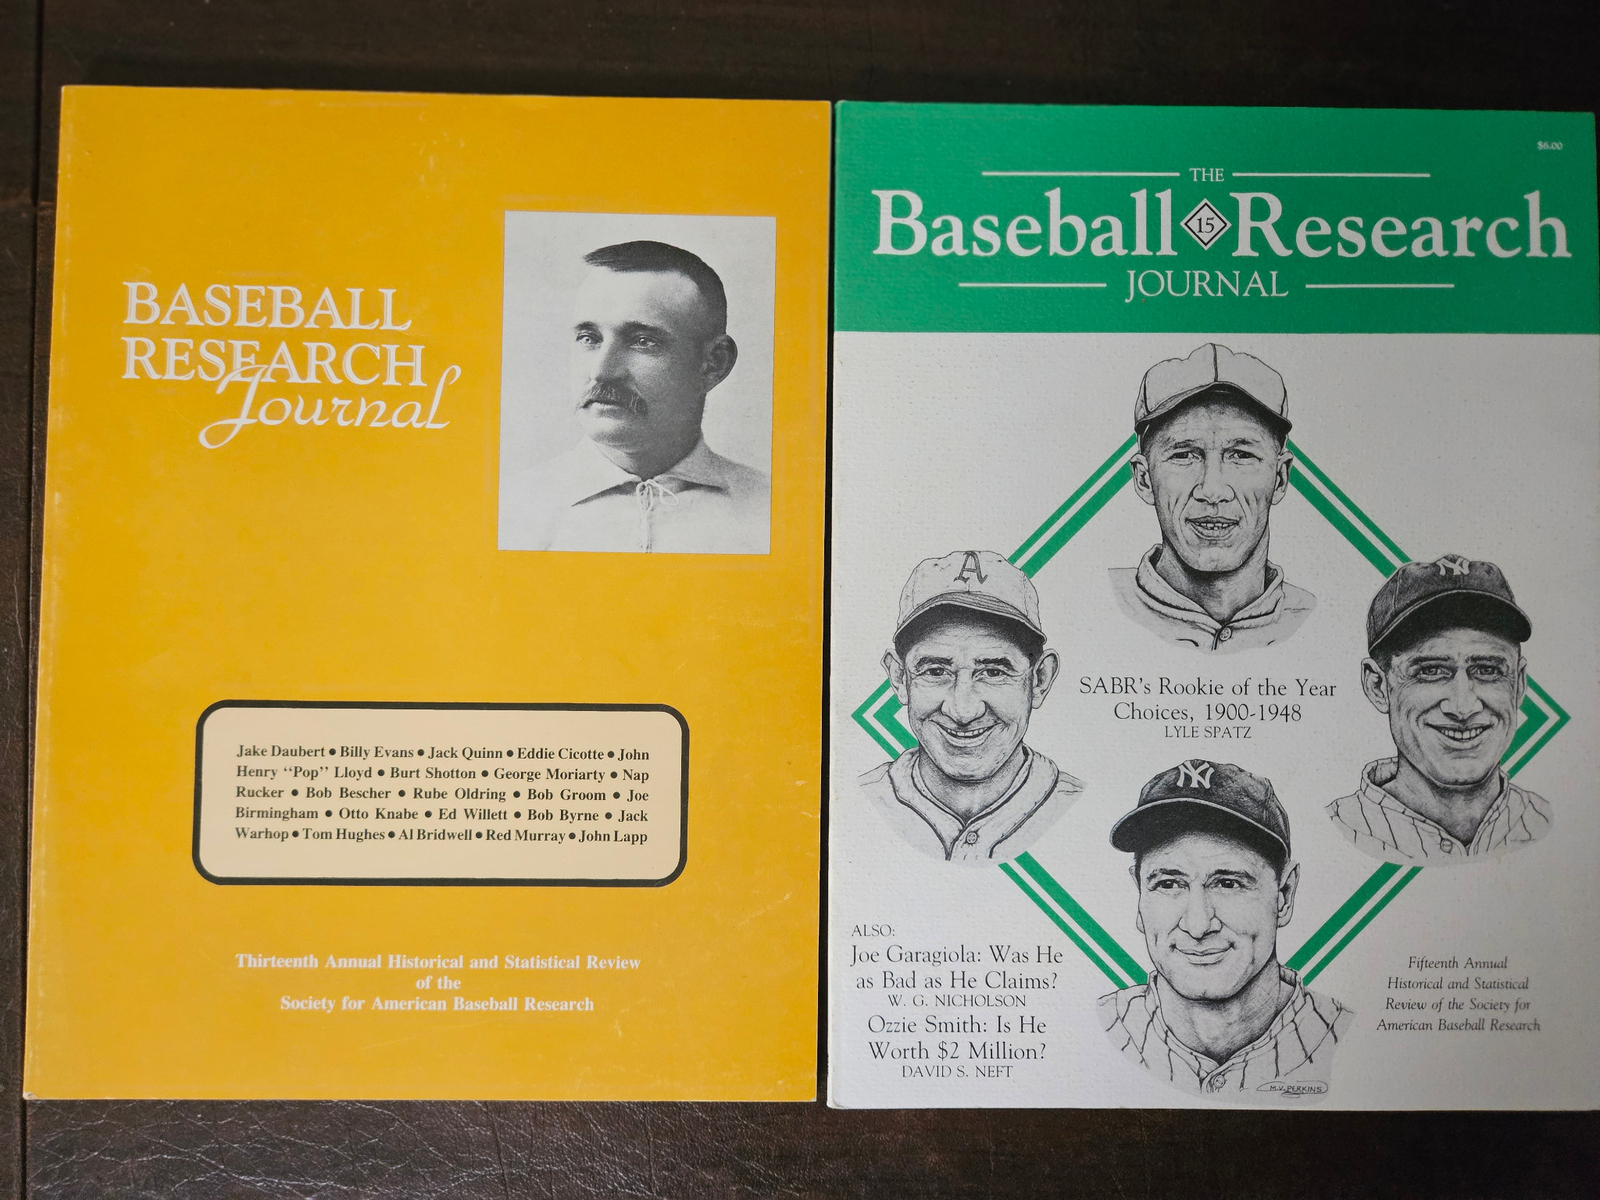 BASEBALL
RESEARCH
Journal
Jake Daubert • Billy Evans • Jack Quinn • Eddie Cicotte • John
Henry “Pop” Lloyd • Burt Shotton • George Moriarty • Nap
Rucker • Bob Bescher • Rube Oldring • Bob Groom • Joe
Birmingham • Otto Knabe • Ed Willett • Bob Byrne • Jack
Warhop • Tom Hughes • Al Bridwell • Red Murray • John Lapp
Thirteenth Annual Historical and Statistical Review
of the
Society for American Baseball Research
$6.00
THE
Baseball 15 Research
JOURNAL
A
NY
SABR's Rookie of the Year
Choices, 1900-1948
LYLE SPATZ
NY
ALSO:
Joe Garagiola: Was He
as Bad as He Claims?
W. G. NICHOLSON
Ozzie Smith: Is He
Worth $2 Million?
DAVID S. NEFT
Fifteenth Annual
Historical and Statistical
Review of the Society for
American Baseball Research
M.V. PERKINS